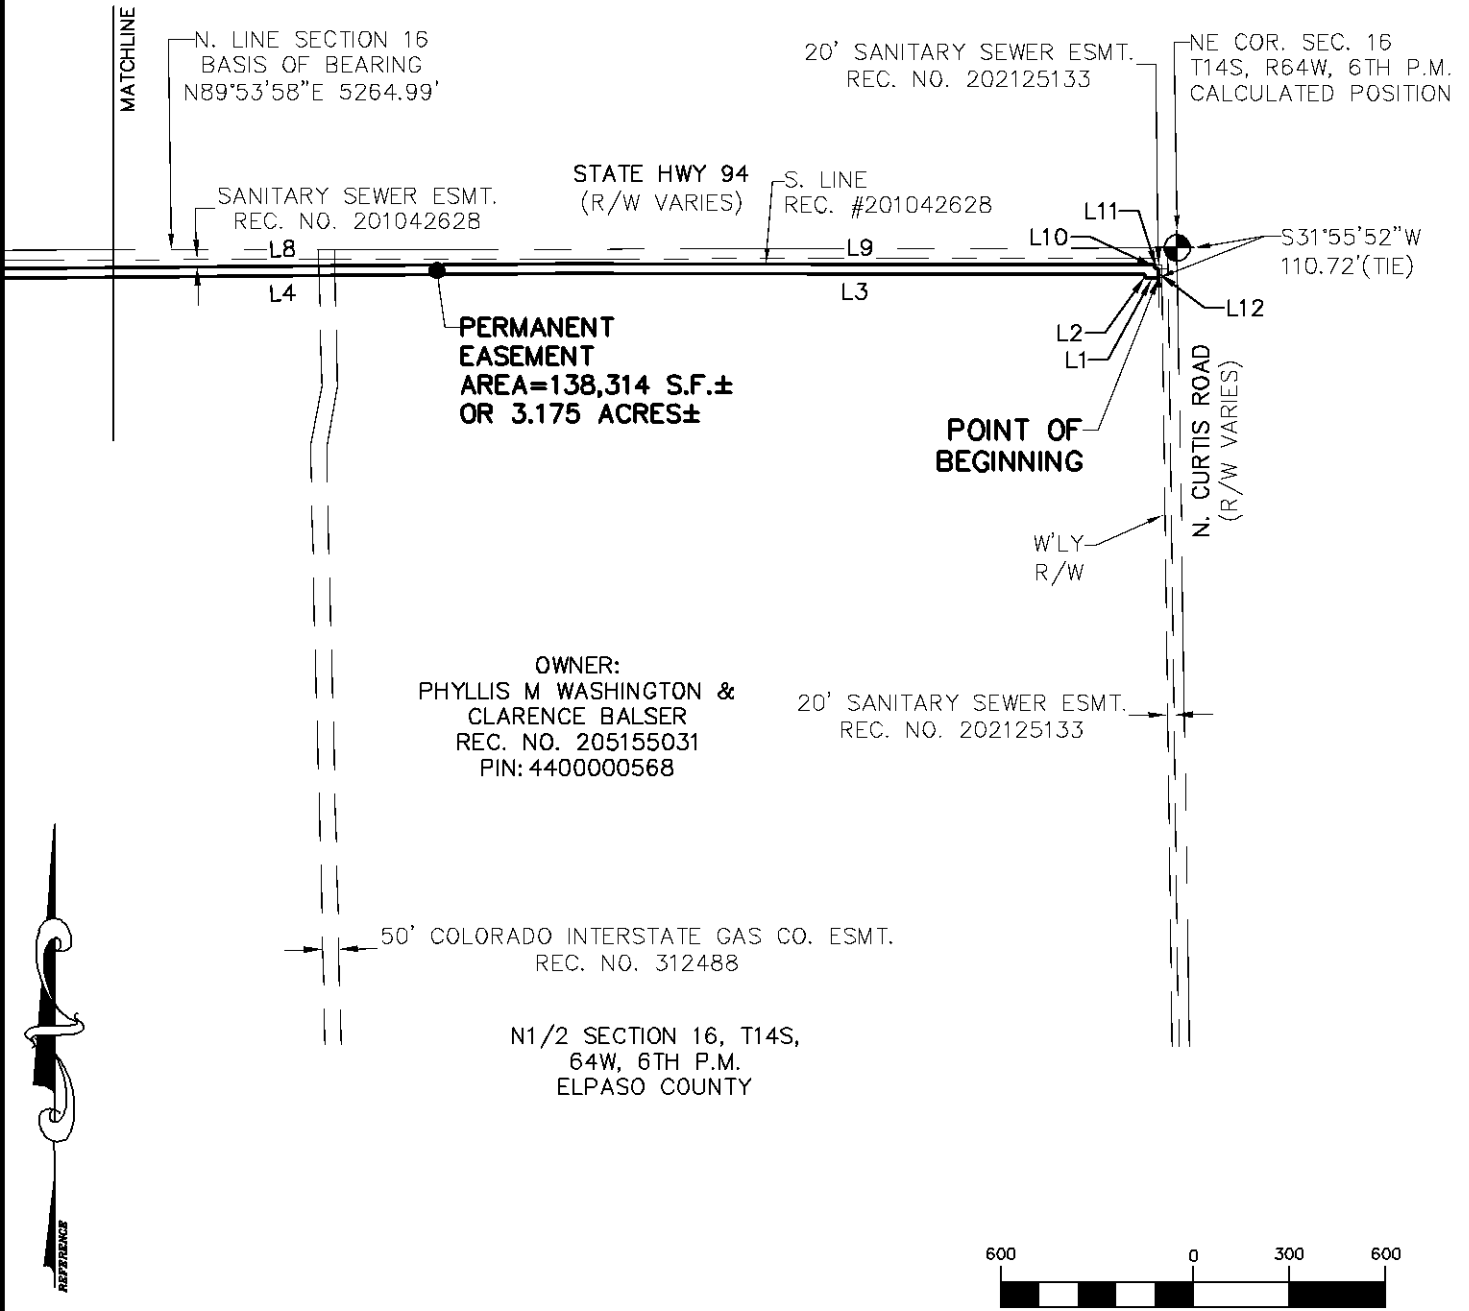 MATCHLINE
N. LINE SECTION 16
BASIS OF BEARING
N89°53'58"E 5264.99'
20' SANITARY SEWER ESMT.
REC. NO. 202125133
NE COR. SEC. 16
T14S, R64W, 6TH P.M.
CALCULATED POSITION
SANITARY SEWER ESMT.
REC. NO. 201042628
STATE HWY 94
(R/W VARIES)
S. LINE
REC. #201042628
L11
L10
L8
L9
S31°55'52"W
110.72'(TIE)
L4
L3
L12
L2
L1
PERMANENT
EASEMENT
AREA=138,314 S.F.±
OR 3.175 ACRES±
POINT OF
BEGINNING
N. CURTIS ROAD
(R/W VARIES)
W'LY
R/W
OWNER:
PHYLLIS M WASHINGTON &
CLARENCE BALSER
REC. NO. 205155031
PIN: 4400000568
20' SANITARY SEWER ESMT.
REC. NO. 202125133
50' COLORADO INTERSTATE GAS CO. ESMT.
REC. NO. 312488
N1/2 SECTION 16, T14S,
64W, 6TH P.M.
ELPASO COUNTY
REFERENCE
600 0 300 600